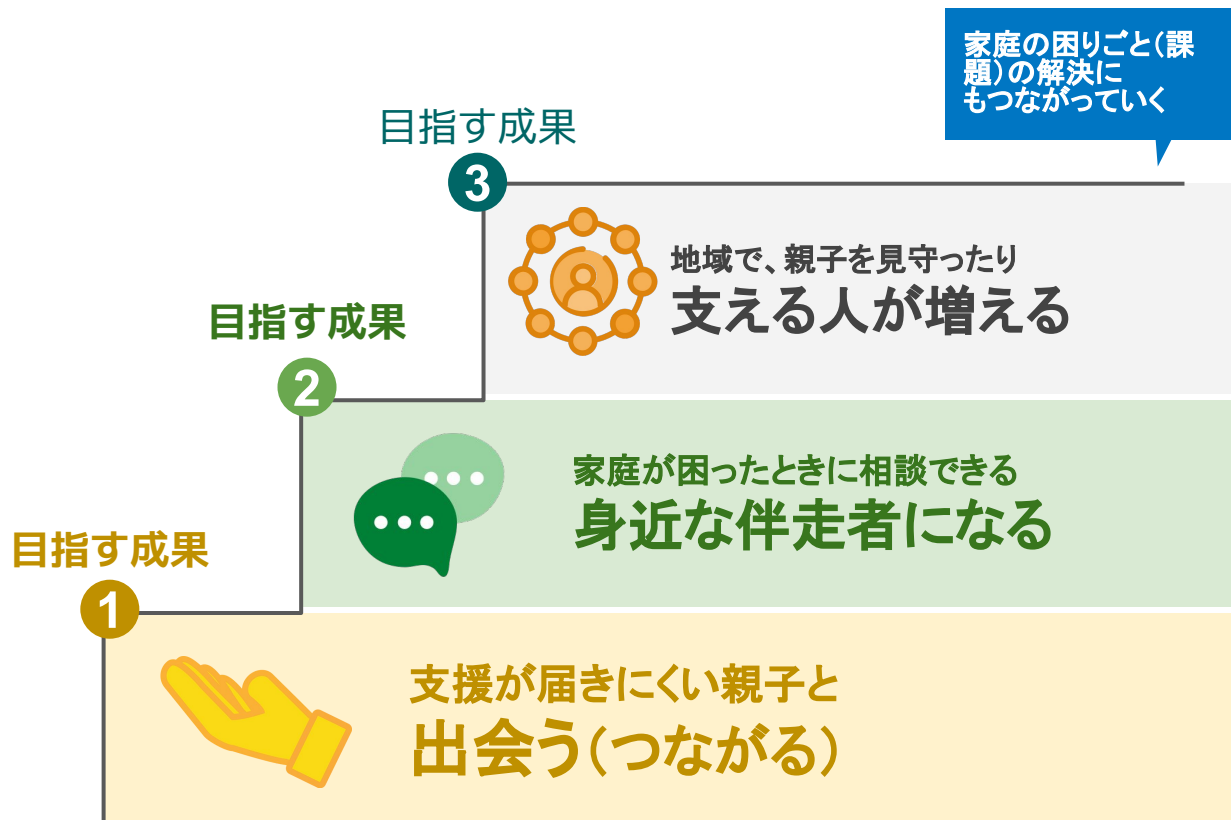 家庭の困りごと（課
題）の解決に
もつながっていく
目指す成果
3
地域で、親子を見守ったり
支える人が増える
目指す成果
2
家庭が困ったときに相談できる
身近な伴走者になる
目指す成果
1
支援が届きにくい親子と
出会う（つながる）